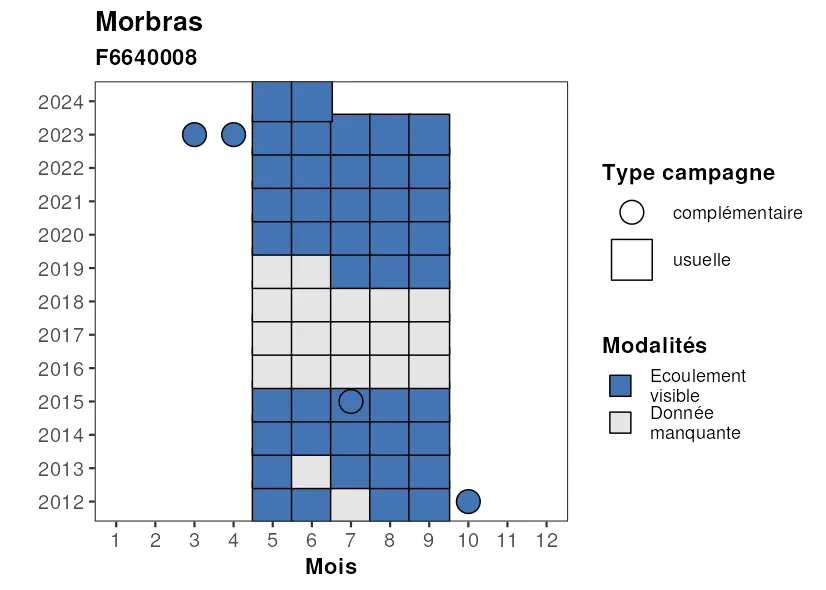 Morbras
F6640008
2024
2023
2022
2021
2020
2019
2018
2017
2016
2015
2014
2013
2012
1 2 3 4 5 6 7 8 9 10 11 12
Mois
Type campagne
complémentaire
usuelle
Modalités
Ecoulement
visible
Donnée
manquante